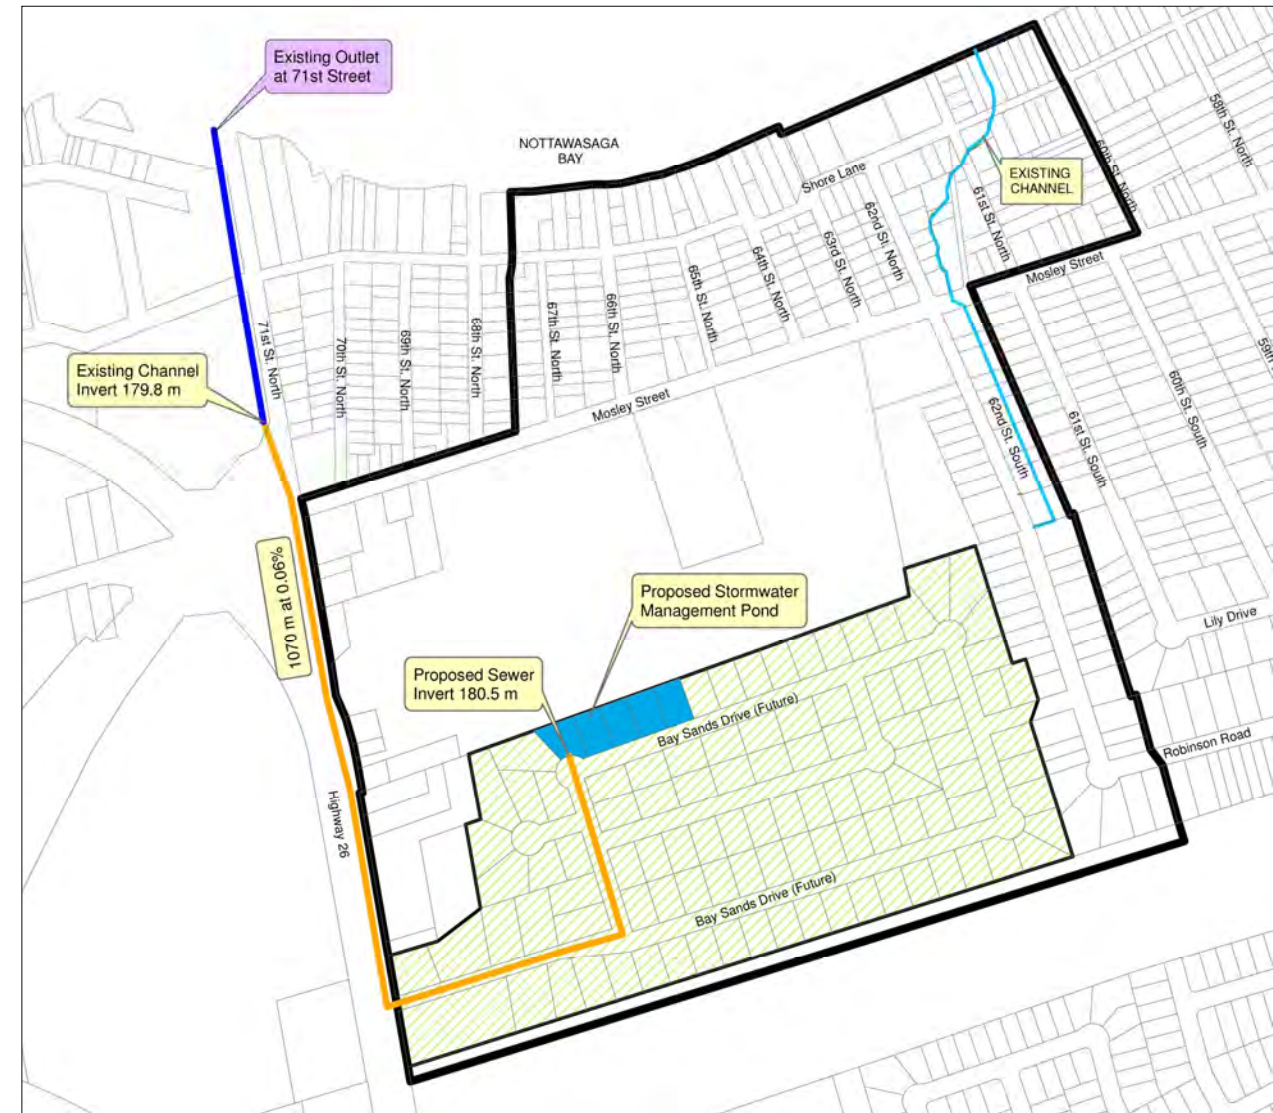 Existing Outlet
at 71st Street
NOTTAWASAGA
BAY
Shore Lane
EXISTING
CHANNEL
58th St. North
60th St. North
61st St. North
62nd St. North
63rd St. North
64th St. North
65th St. North
66th St. North
67th St. North
68th St. North
69th St. North
70th St. North
71st St. North
Mosley Street
Existing Channel
Invert 179.8 m
Mosley Street
59th
60th St. South
61st St. South
62nd St. South
1070 m at 0.06%
Proposed Stormwater
Management Pond
Lily Drive
Proposed Sewer
Invert 180.5 m
Bay Sands Drive (Future)
Robinson Road
Highway 26
Bay Sands Drive (Future)